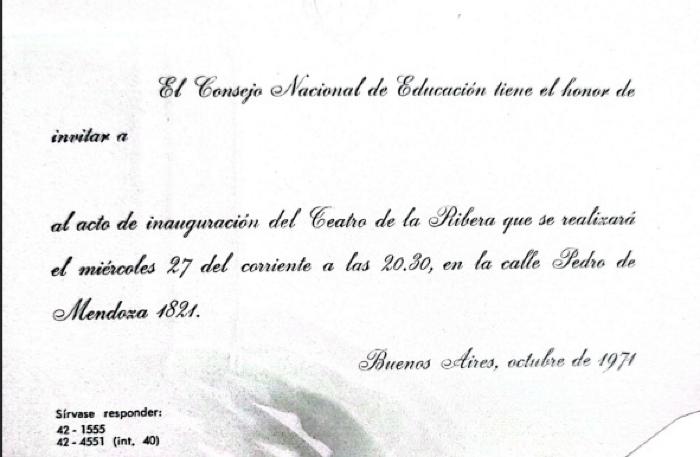 El Consejo Nacional de Educación tiene el honor de
invitar a
al acto de inauguración del Teatro de la Ribera que se realizará
el miércoles 27 del corriente a las 20.30, en la calle Pedro de
Mendoza 1821.
Buenos Aires, octubre de 1971
Sírvase responder:
42 - 1555
42 - 4551 (int. 40)